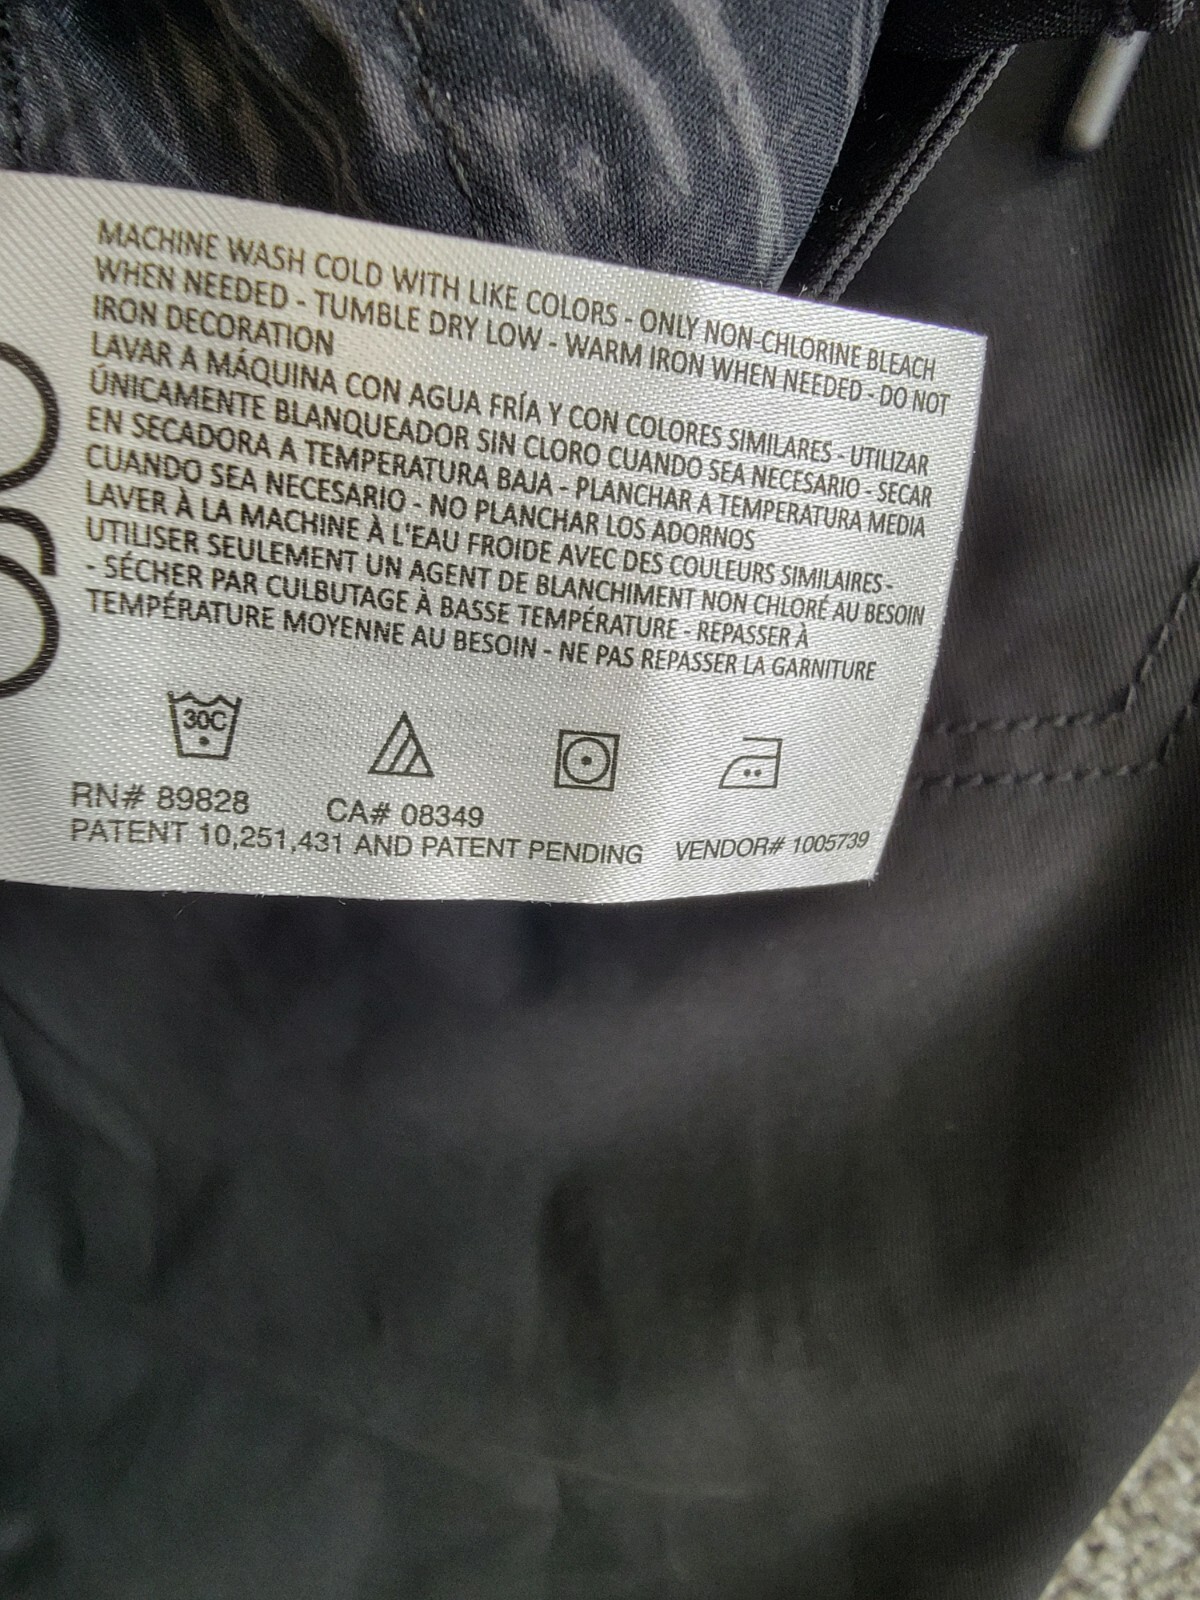 MACHINE WASH COLD WITH LIKE COLORS - ONLY NON-CHLORINE BLEACH
WHEN NEEDED - TUMBLE DRY LOW - WARM IRON WHEN NEEDED - DO NOT
IRON DECORATION
LAVAR A MÁQUINA CON AGUA FRÍA Y CON COLORES SIMILARES - UTILIZAR
ÚNICAMENTE BLANQUEADOR SIN CLORO CUANDO SEA NECESARIO - SECAR
EN SECADORA A TEMPERATURA BAJA - PLANCHAR A TEMPERATURA MEDIA
CUANDO SEA NECESARIO - NO PLANCHAR LOS ADORNOS
LAVER À LA MACHINE À L'EAU FROIDE AVEC DES COULEURS SIMILAIRES-
UTILISER SEULEMENT UN AGENT DE BLANCHIMENT NON CHLORÉ AU BESOIN
- SÉCHER PAR CULBUTAGE À BASSE TEMPÉRATURE - REPASSER À
TEMPÉRATURE MOYENNE AU BESOIN - NE PAS REPASSER LA GARNITURE
30C
RN# 89828 CA# 08349
PATENT 10,251,431 AND PATENT PENDING VENDOR# 1005739